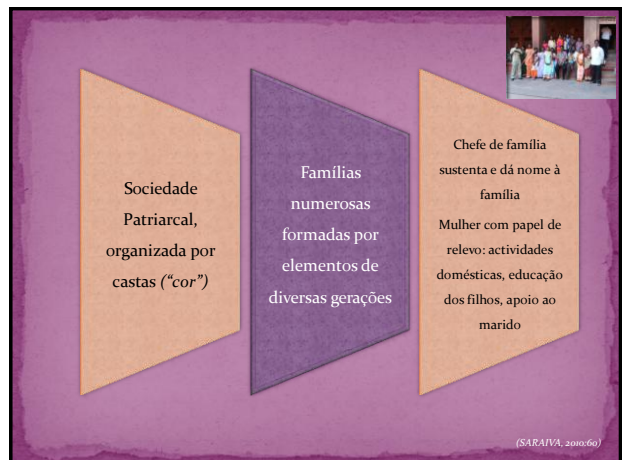 Sociedade
Patriarcal,
organizada por
castas (“cor”)
Famílias
numerosas
formadas por
elementos de
diversas gerações
Chefe de família
sustenta e dá nome à
família
Mulher com papel de
relevo: actividades
domésticas, educação
dos filhos, apoio ao
marido
(SARAIVA, 2010:60)